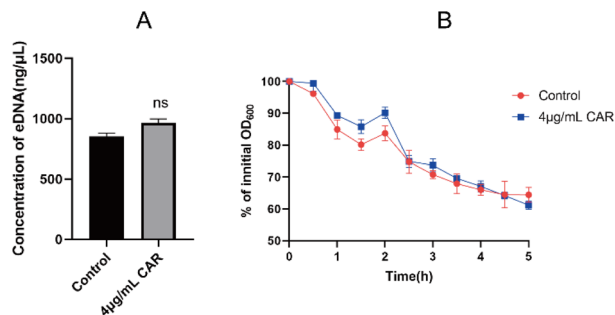 A
Concentration of eDNA(ng/μL)
1500
1000
500
0
ns
Control
4μg/mL CAR
B
% of innitial OD600
100
90
80
70
60
50
0
1
2
3
4
5
Time(h)
Control
4μg/mL CAR